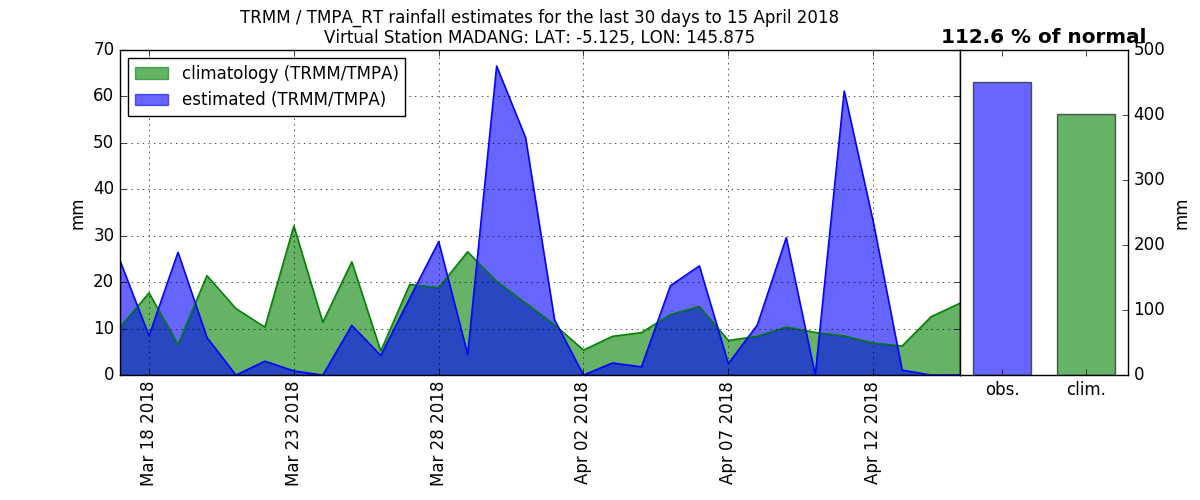 TRMM / TMPA_RT rainfall estimates for the last 30 days to 15 April 2018
Virtual Station MADANG: LAT: -5.125, LON: 145.875
112.6 % of normal
climatology (TRMM/TMPA)
estimated (TRMM/TMPA)
mm
70
60
50
40
30
20
10
0
Mar 18 2018
Mar 23 2018
Mar 28 2018
Apr 02 2018
Apr 07 2018
Apr 12 2018
500
400
300
200
100
0
mm
obs.
clim.